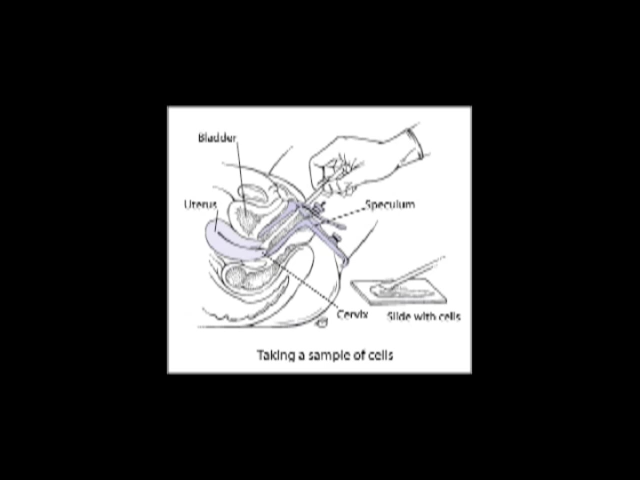 Bladder
Uterus
Speculum
Cervix
Slide with cells
Taking a sample of cells